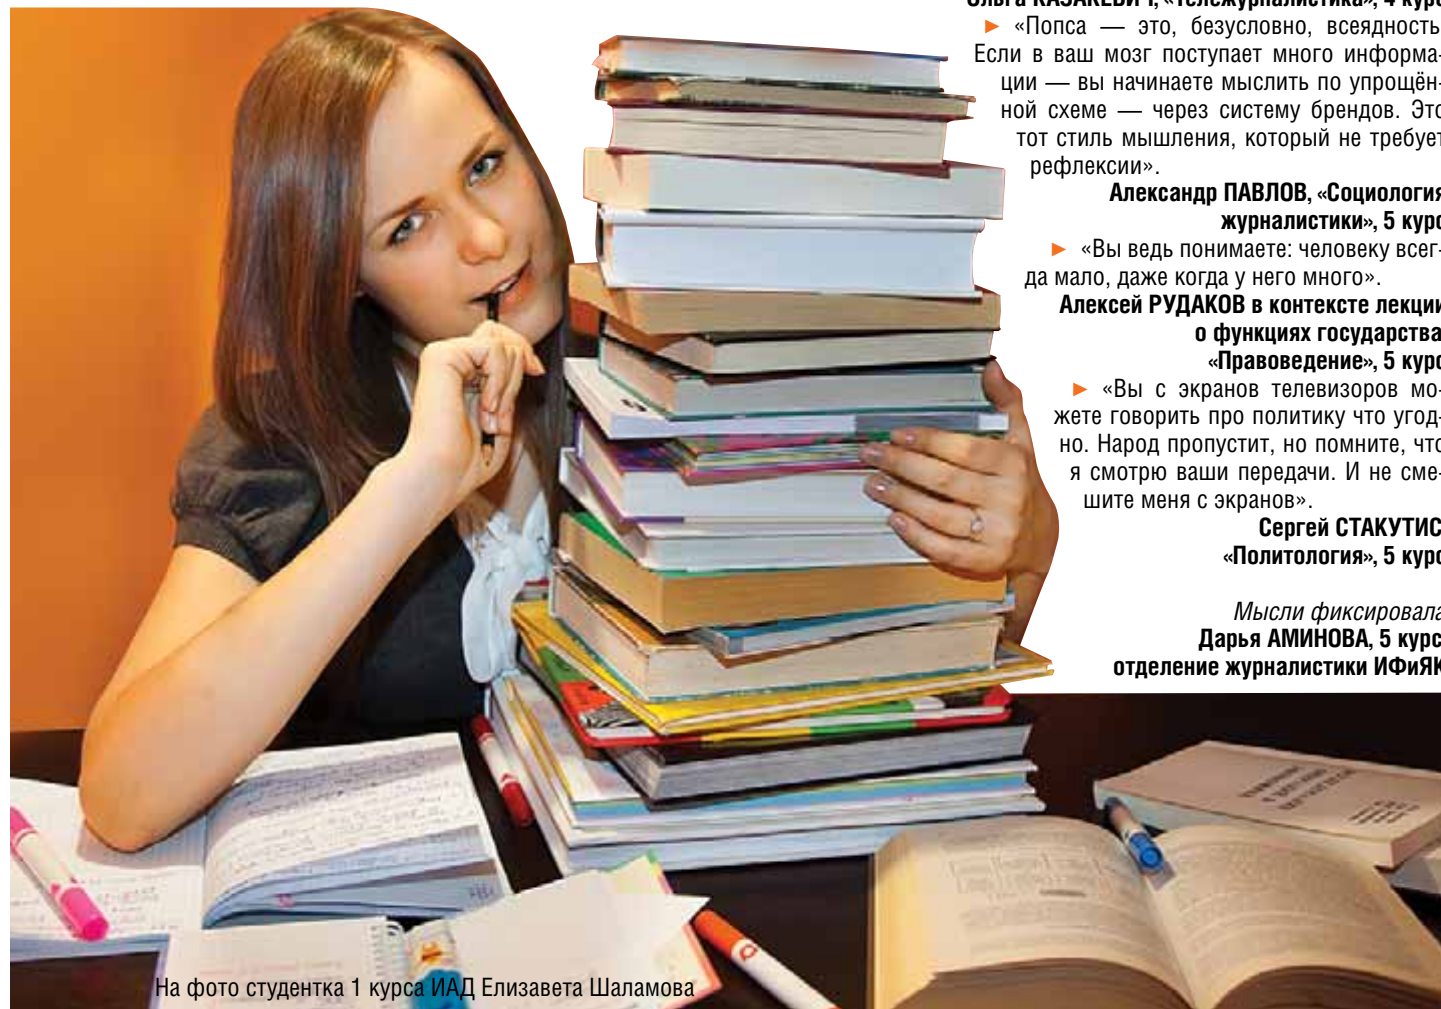 Ольга КАЗАКЕВИЧ, «Тележурналистика», 4 курс
► «Попса — это, безусловно, всеядность
Если в ваш мозг поступает много информа-
ции — вы начинаете мыслить по упрощён-
ной схеме — через систему брендов. Это
тот стиль мышления, который не требует
рефлексии».
Александр ПАВЛОВ, «Социология
журналистики», 5 курс
► «Вы ведь понимаете: человеку всег-
да мало, даже когда у него много».
Алексей РУДАКОВ в контексте лекции
о функциях государства
«Правоведение», 5 курс
► «Вы с экранов телевизоров мо-
жете говорить про политику что угод-
но. Народ пропустит, но помните, что
я смотрю ваши передачи. И не сме-
шите меня с экранов».
Сергей СТАКУТИС
«Политология», 5 курс
Мысли фиксировала
Дарья АМИНОВА, 5 курс
отделение журналистики ИФиЯК
На фото студентка 1 курса ИАД Елизавета Шаламова